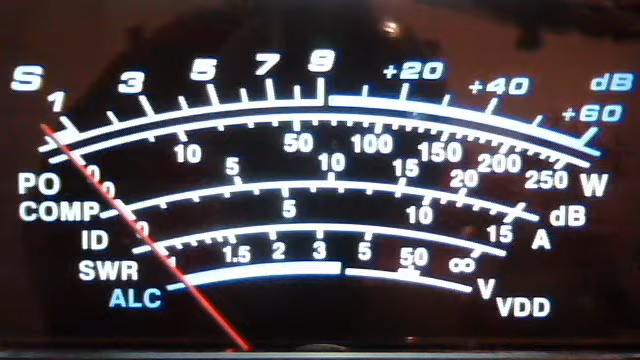 S 1 3 5 7 9 +20 +40 +60 dB
PO 0 10 50 100 150 200 250 W
COMP 0 5 10 15 20 dB
ID 0 5 10 15 A
SWR 1 1.5 2 3 5 50 ∞
ALC V VDD